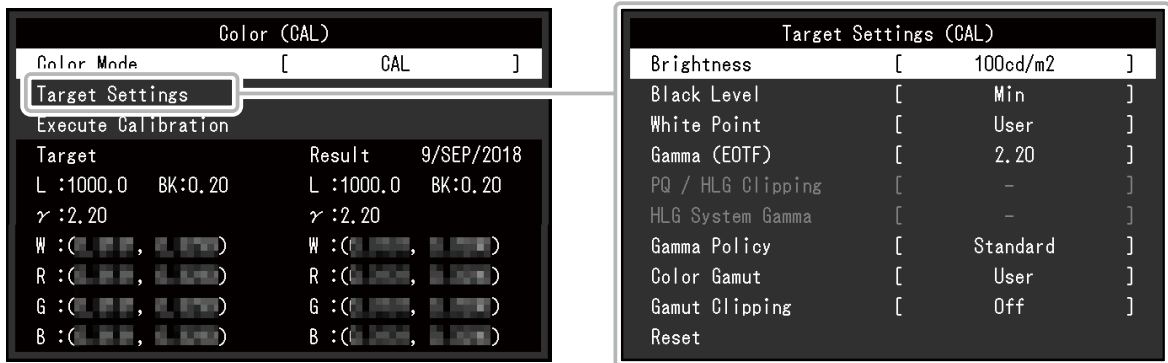 Color (CAL)
Color Mode [ CAL ]
Target Settings
Execute Calibration
Target Result 9/SEP/2018
L :1000.0 BK:0.20 L :1000.0 BK:0.20
γ:2.20 γ:2.20
W :( , ) W :( , )
R :( , ) R :( , )
G :( , ) G :( , )
B :( , ) B :( , )
Target Settings (CAL)
Brightness [ 100cd/m2 ]
Black Level [ Min ]
White Point [ User ]
Gamma (EOTF) [ 2.20 ]
PQ / HLG Clipping [ – ]
HLG System Gamma [ – ]
Gamma Policy [ Standard ]
Color Gamut [ User ]
Gamut Clipping [ Off ]
Reset